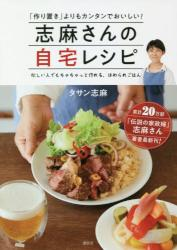 「作り置き」よりもカンタンでおいしい!
志麻さんの
自宅レシピ
忙しい人でもちゃちゃっと作れる、ほめられごはん
タサン志麻
累計20万部
「伝説の家政婦」
志麻さん
最新刊!
講談社